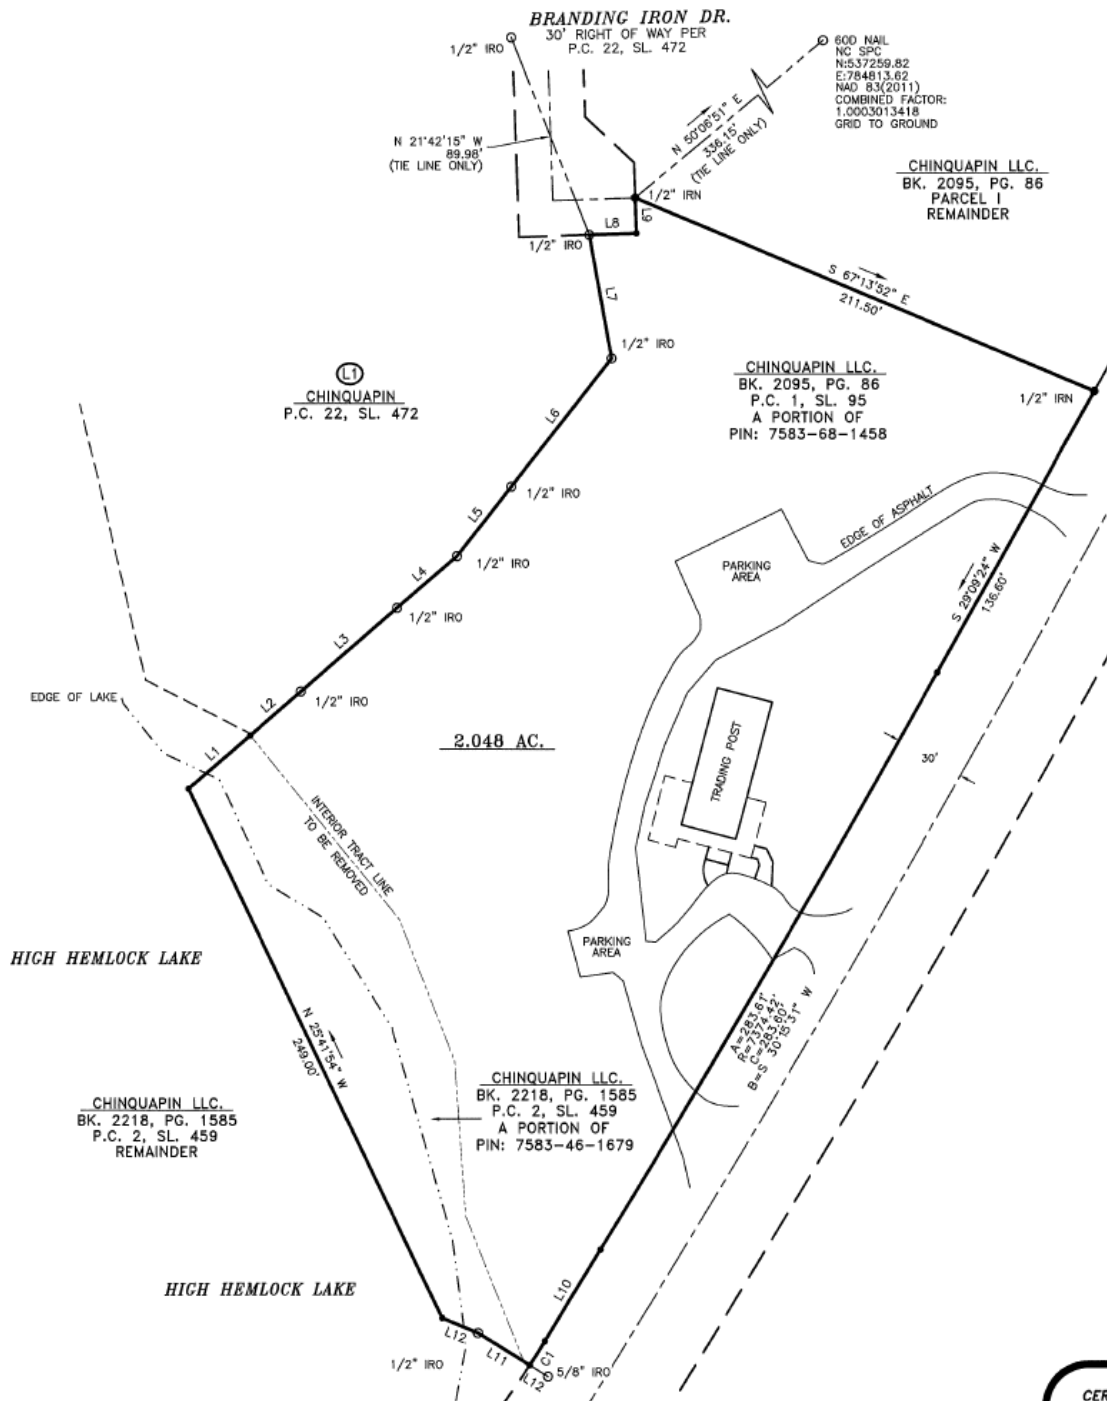 BRANDING IRON DR.
30' RIGHT OF WAY PER
P.C. 22, SL. 472
1/2" IRO
60D NAIL
NC SPC
N:537259.82
E:784813.62
NAD 83(2011)
COMBINED FACTOR:
1.0003013418
GRID TO GROUND
N 50°06'51" E
336.15'
(TIE LINE ONLY)
N 21°42'15" W
89.98'
(TIE LINE ONLY)
CHINQUAPIN LLC.
BK. 2095, PG. 86
PARCEL I
REMAINDER
1/2" IRN
L9
L8
1/2" IRO
S 67°13'52" E
211.50'
L7
1/2" IRO
L1
CHINQUAPIN
P.C. 22, SL. 472
CHINQUAPIN LLC.
BK. 2095, PG. 86
P.C. 1, SL. 95
A PORTION OF
PIN: 7583-68-1458
1/2" IRN
L6
1/2" IRO
EDGE OF ASPHALT
L5
1/2" IRO
PARKING
AREA
S 29°09'24" W
136.60'
L4
1/2" IRO
L3
1/2" IRO
EDGE OF LAKE
L2
L1
2.048 AC.
TRADING POST
30'
INTERIOR TRACT LINE
TO BE REMOVED
PARKING
AREA
HIGH HEMLOCK LAKE
N 25°41'54" W
249.00'
A=283.61'
R=7374.42'
C=283.60'
B=S 30°15'31" W
CHINQUAPIN LLC.
BK. 2218, PG. 1585
P.C. 2, SL. 459
REMAINDER
CHINQUAPIN LLC.
BK. 2218, PG. 1585
P.C. 2, SL. 459
A PORTION OF
PIN: 7583-46-1679
HIGH HEMLOCK LAKE
L10
L12
L11
C1
1/2" IRO
L12
5/8" IRO
CER